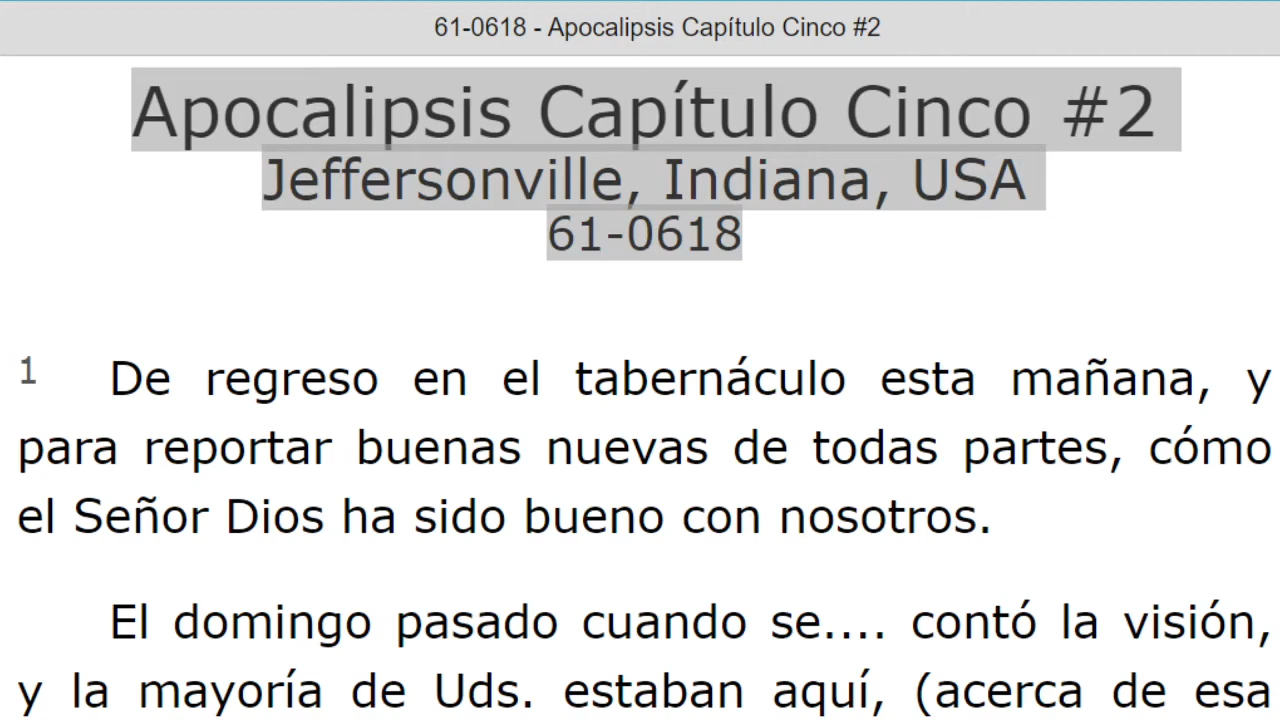 61-0618 - Apocalipsis Capítulo Cinco #2
Apocalipsis Capítulo Cinco #2
Jeffersonville, Indiana, USA
61-0618
1 De regreso en el tabernáculo esta mañana, y
para reportar buenas nuevas de todas partes, cómo
el Señor Dios ha sido bueno con nosotros.
El domingo pasado cuando se.... contó la visión,
y la mayoría de Uds. estaban aquí, (acerca de esa